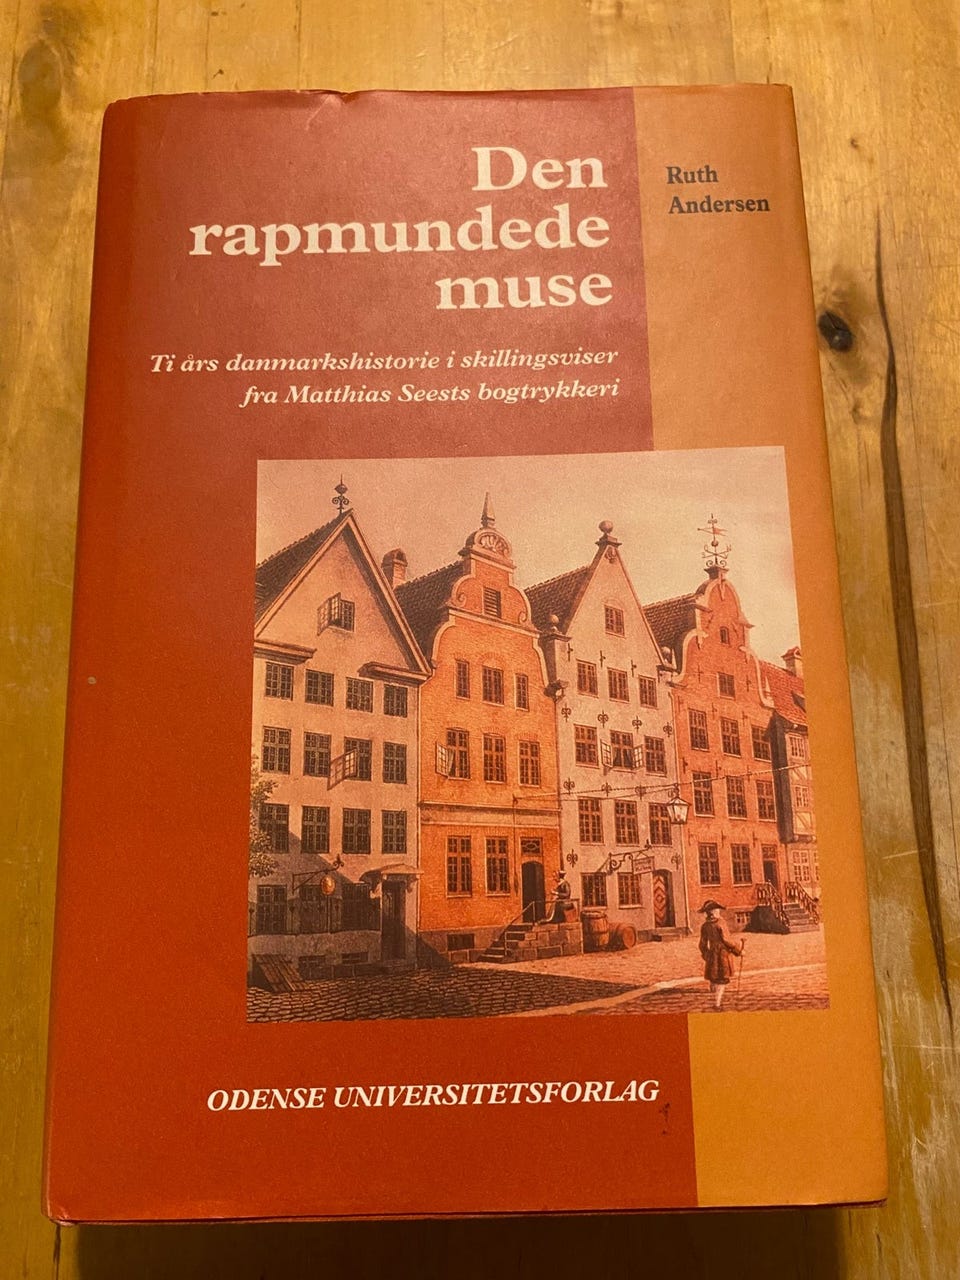 Den
rapmundede
muse
Ruth
Andersen
Ti års danmarkshistorie i skillingsviser
fra Matthias Seests bogtrykkeri
ODENSE UNIVERSITETSFORLAG